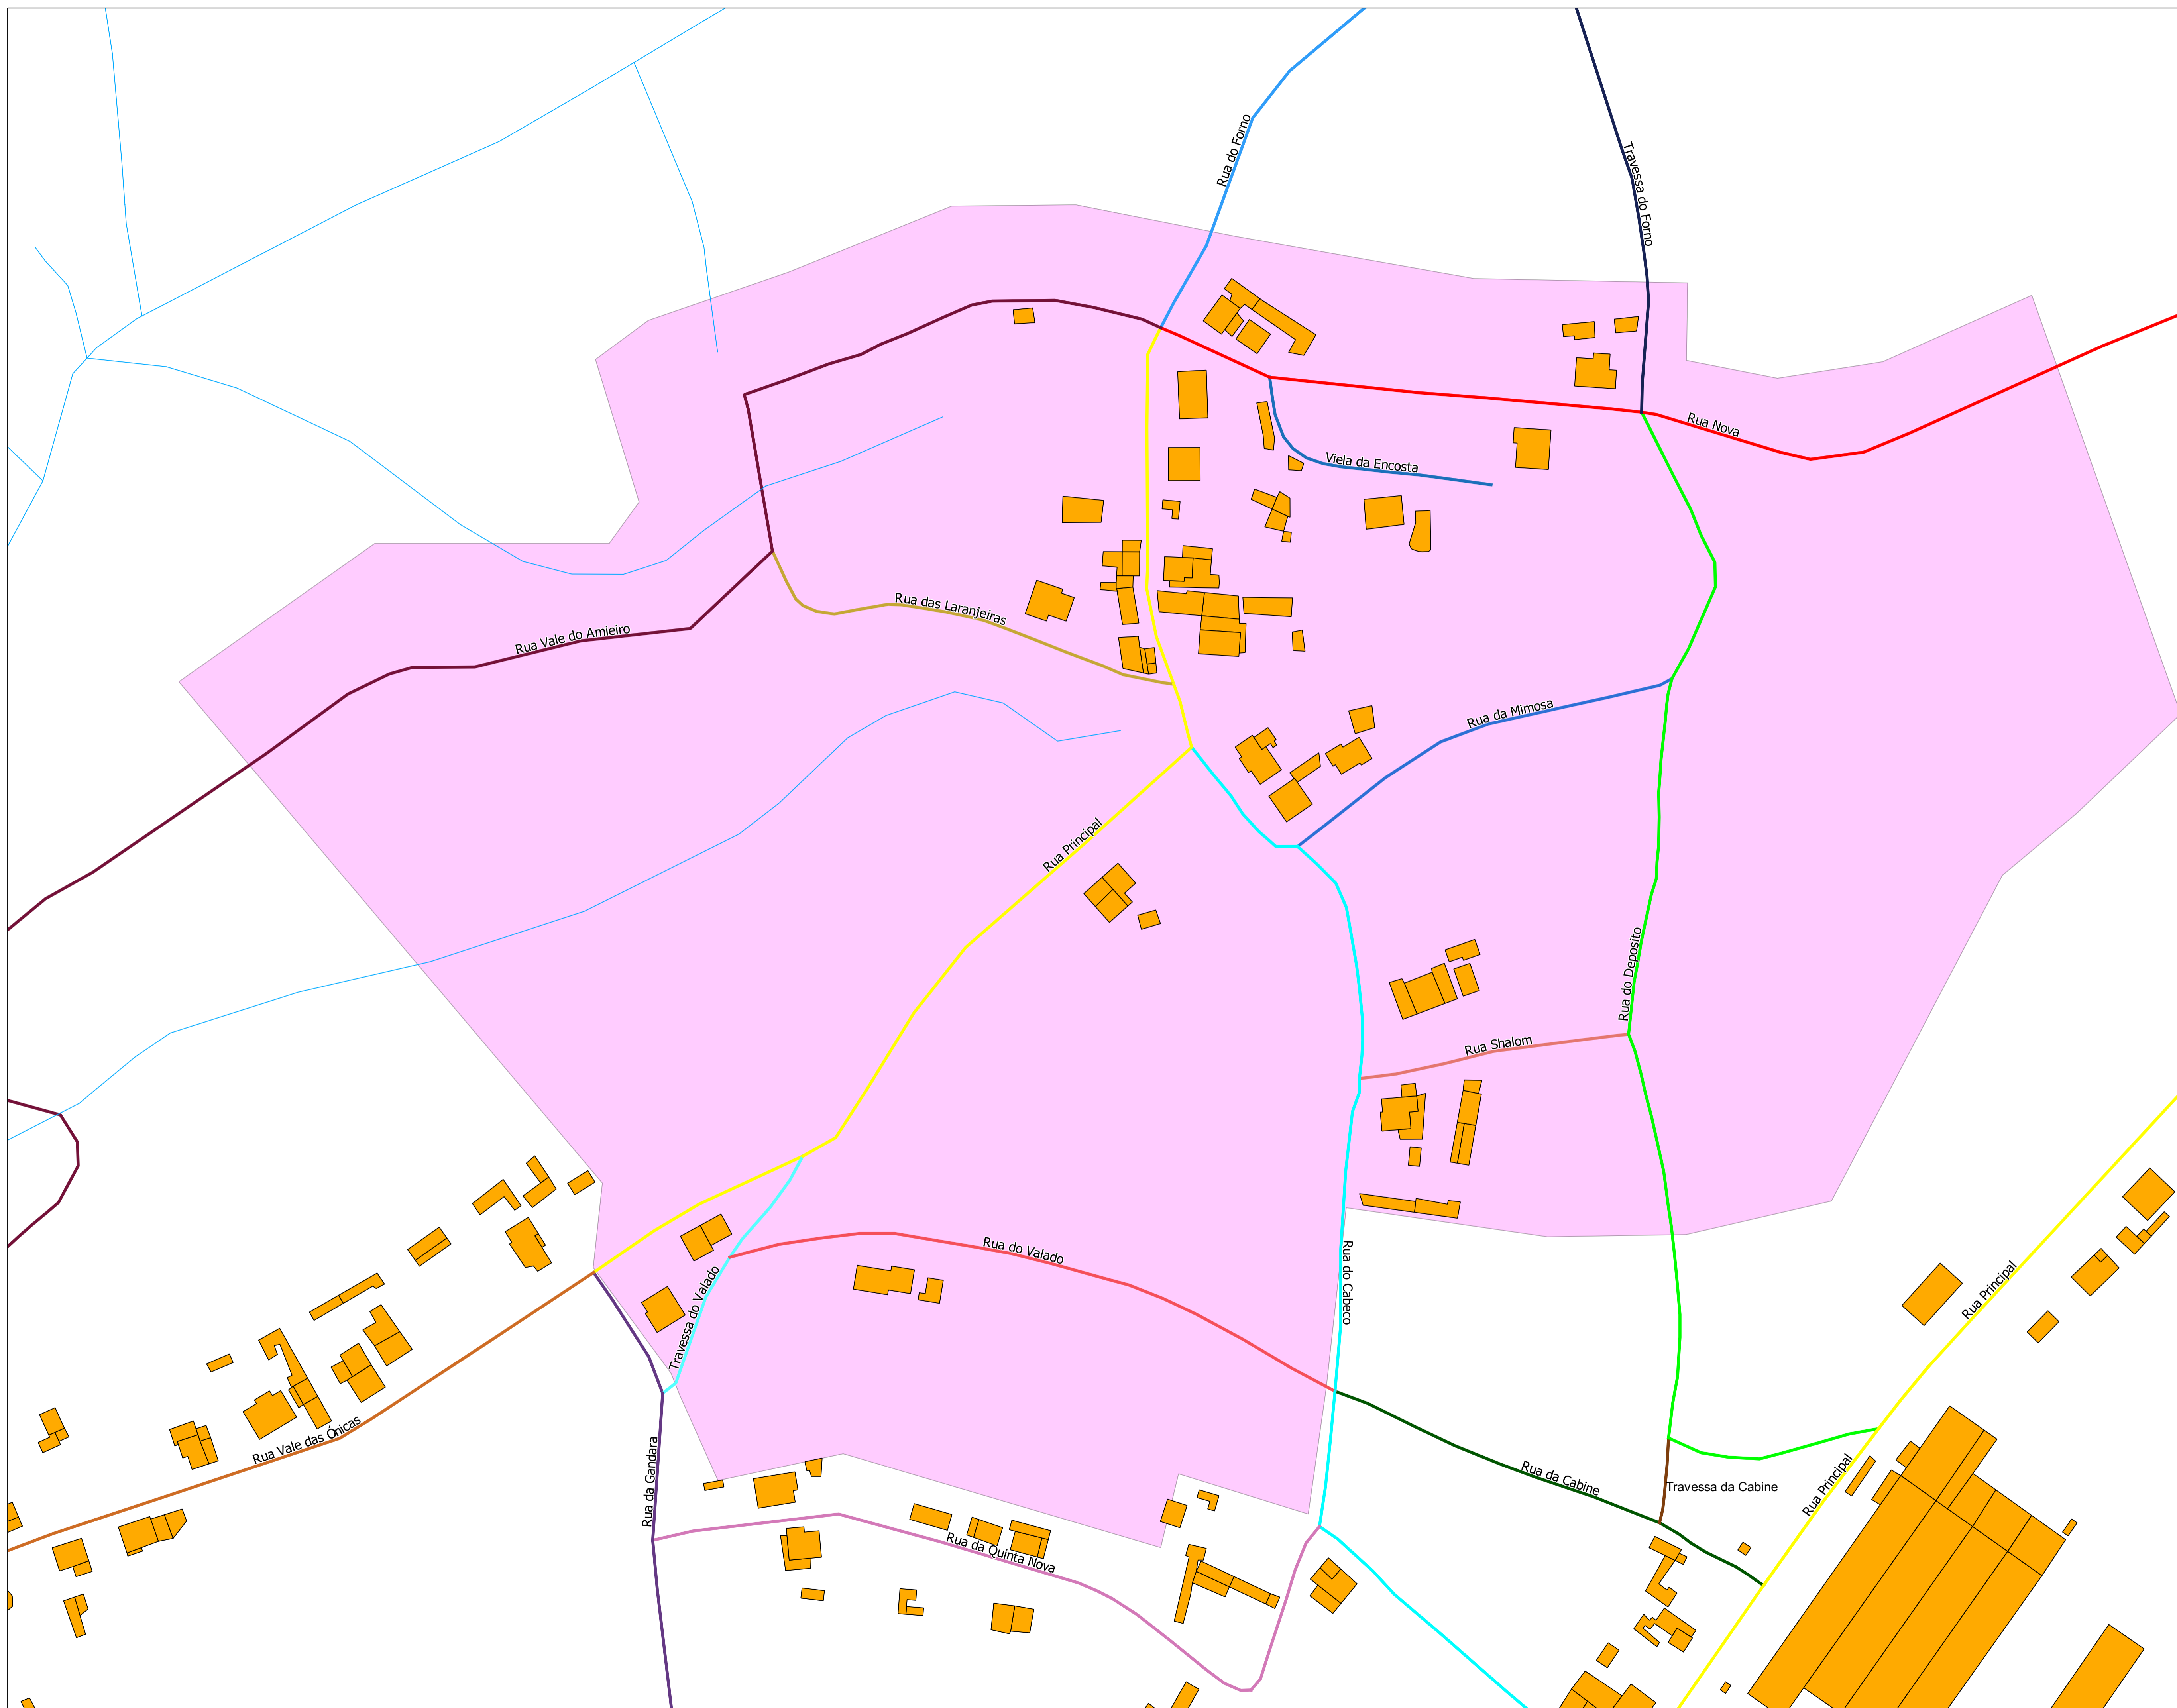 Rua do Forno
Travessa do Forno
Rua Nova
Viela da Encosta
Rua das Laranjeiras
Rua Vale do Amieiro
Rua da Mimosa
Rua Principal
Rua do Deposito
Rua Shalom
Rua do Valado
Rua do Cabeco
Travessa do Valado
Rua Principal
Rua Vale das Ónicas
Rua da Gandara
Rua da Cabine
Travessa da Cabine
Rua Principal
Rua da Quinta Nova